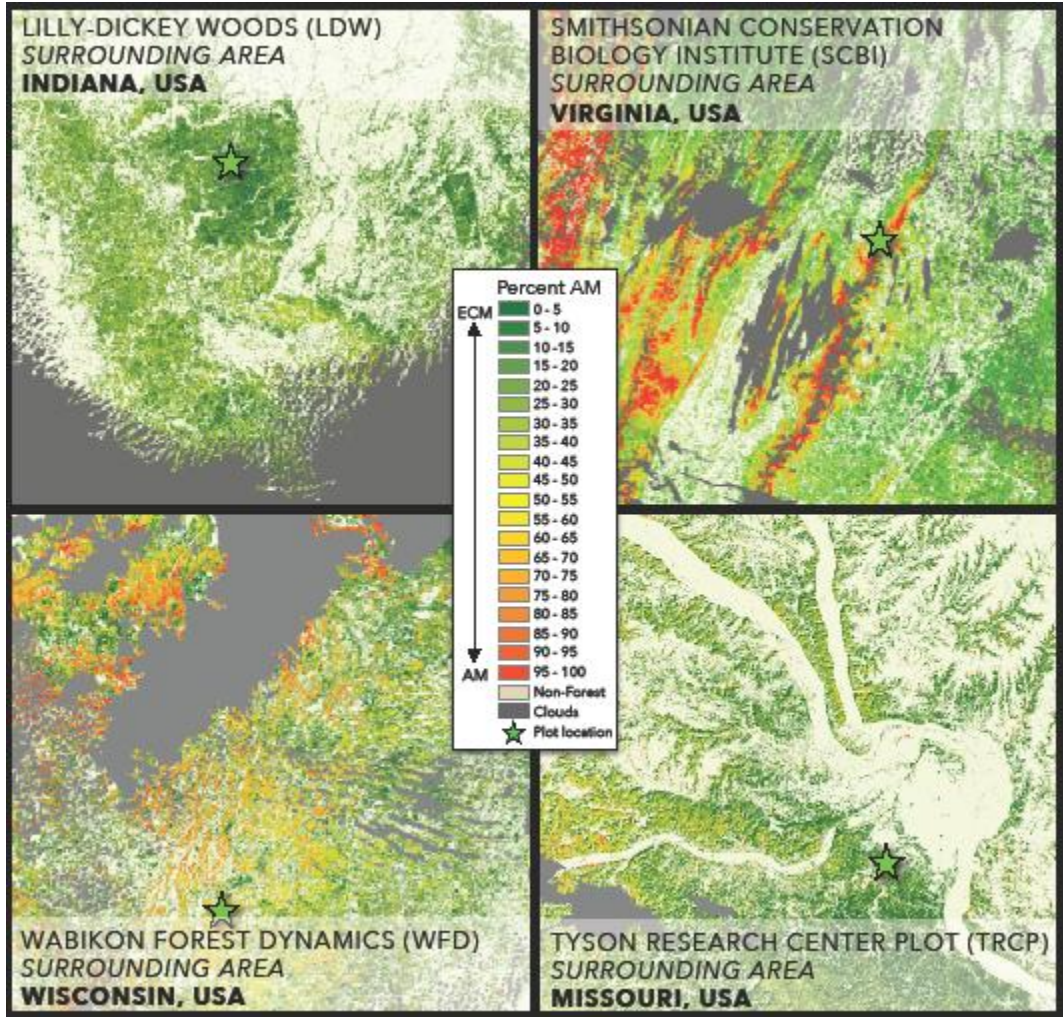 LILLY-DICKEY WOODS (LDW)
SURROUNDING AREA
INDIANA, USA
SMITHSONIAN CONSERVATION
BIOLOGY INSTITUTE (SCBI)
SURROUNDING AREA
VIRGINIA, USA
Percent AM
ECM
0 - 5
5 - 10
10 -15
15 - 20
20 - 25
25 - 30
30 - 35
35 - 40
40 - 45
45 - 50
50 - 55
55 - 60
60 - 65
65 - 70
70 - 75
75 - 80
80 - 85
85 - 90
90 - 95
95 - 100
AM
Non-Forest
Clouds
Plot location
WABIKON FOREST DYNAMICS (WFD)
SURROUNDING AREA
WISCONSIN, USA
TYSON RESEARCH CENTER PLOT (TRCP)
SURROUNDING AREA
MISSOURI, USA